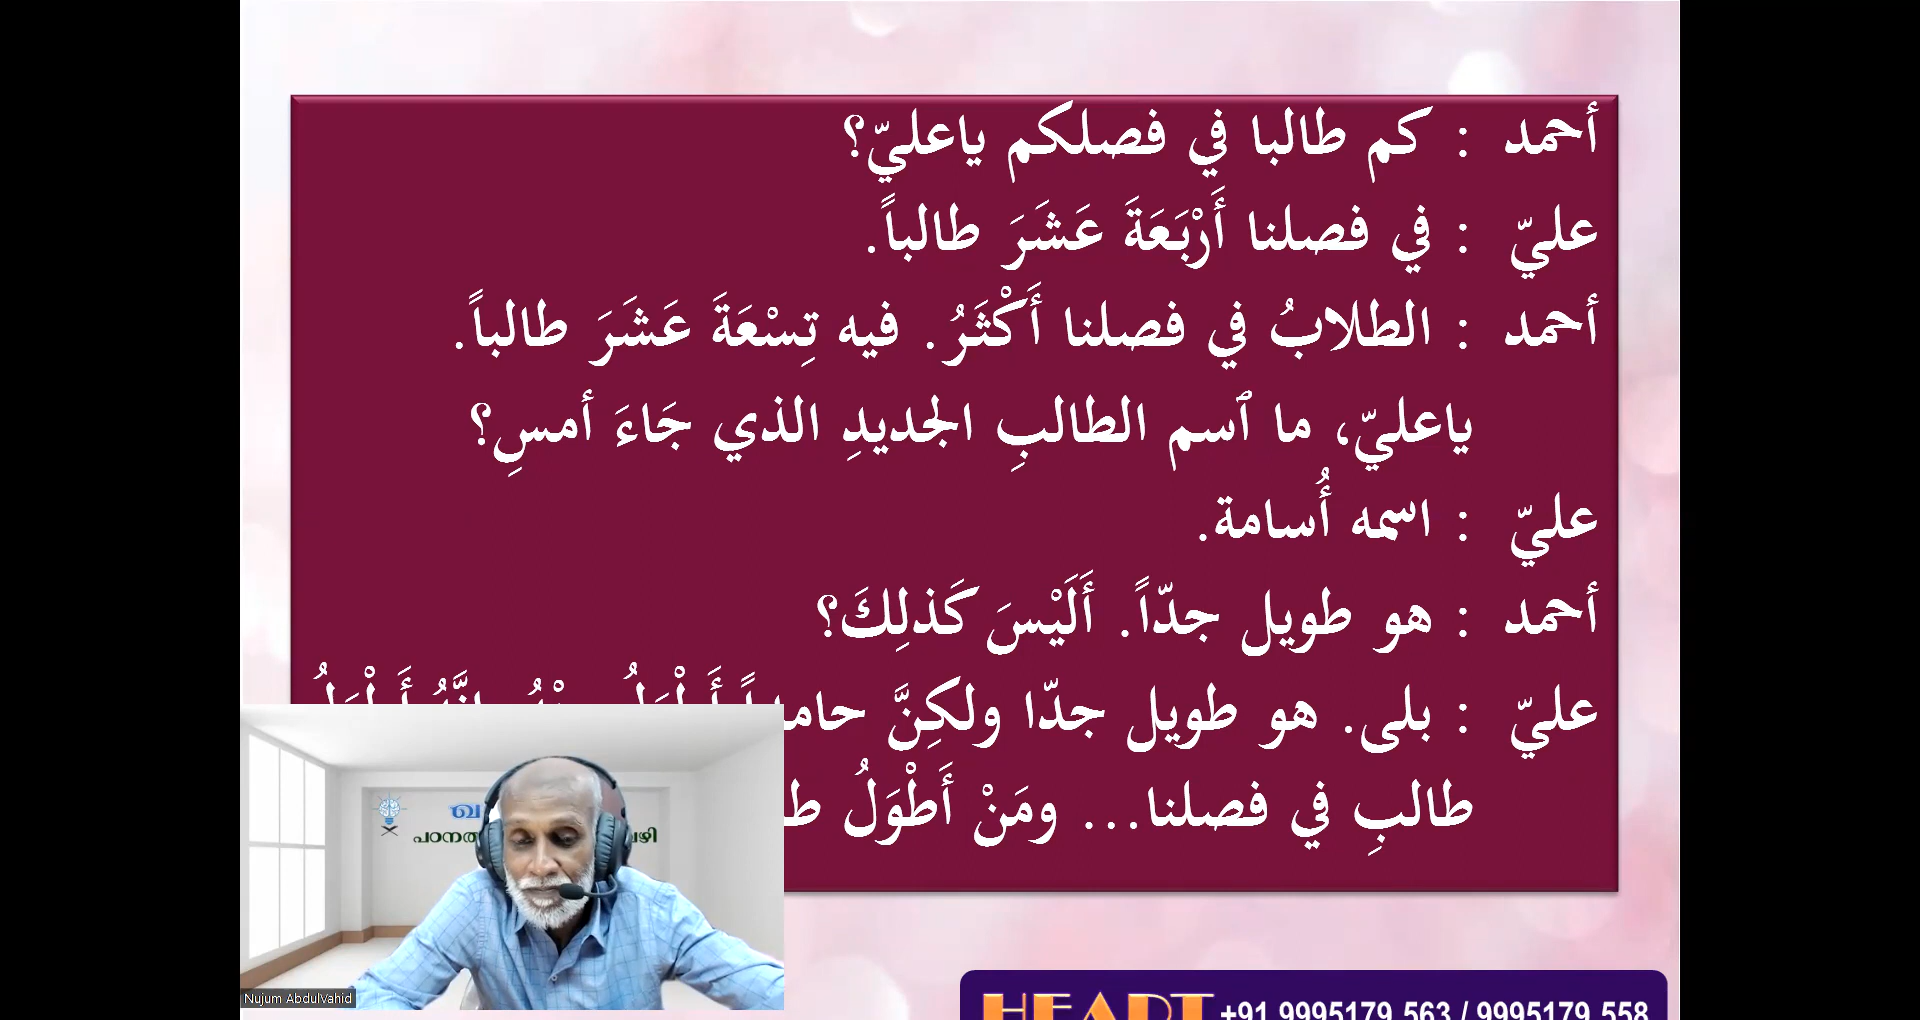 أحمد : كم طالبا في فصلكم ياعليّ؟
عليّ : في فصلنا أَرْبَعَةَ عَشَرَ طالباً.
أحمد : الطلابُ في فصلنا أَكْثَرُ. فيه تِسْعَةَ عَشَرَ طالباً.
ياعليّ، ما ٱسم الطالبِ الجديدِ الذي جَاءَ أمسِ؟
عليّ : اسمه أُسامة.
أحمد : هو طويل جدّاً. أَلَيْسَ كَذلِكَ؟
عليّ : بلى. هو طويل جدّا ولكِنَّ
طالبِ في فصلنا... ومَنْ أَطْوَلُ
Nujum AbdulVahid
HEART +91 9995179 563 / 9995179 558